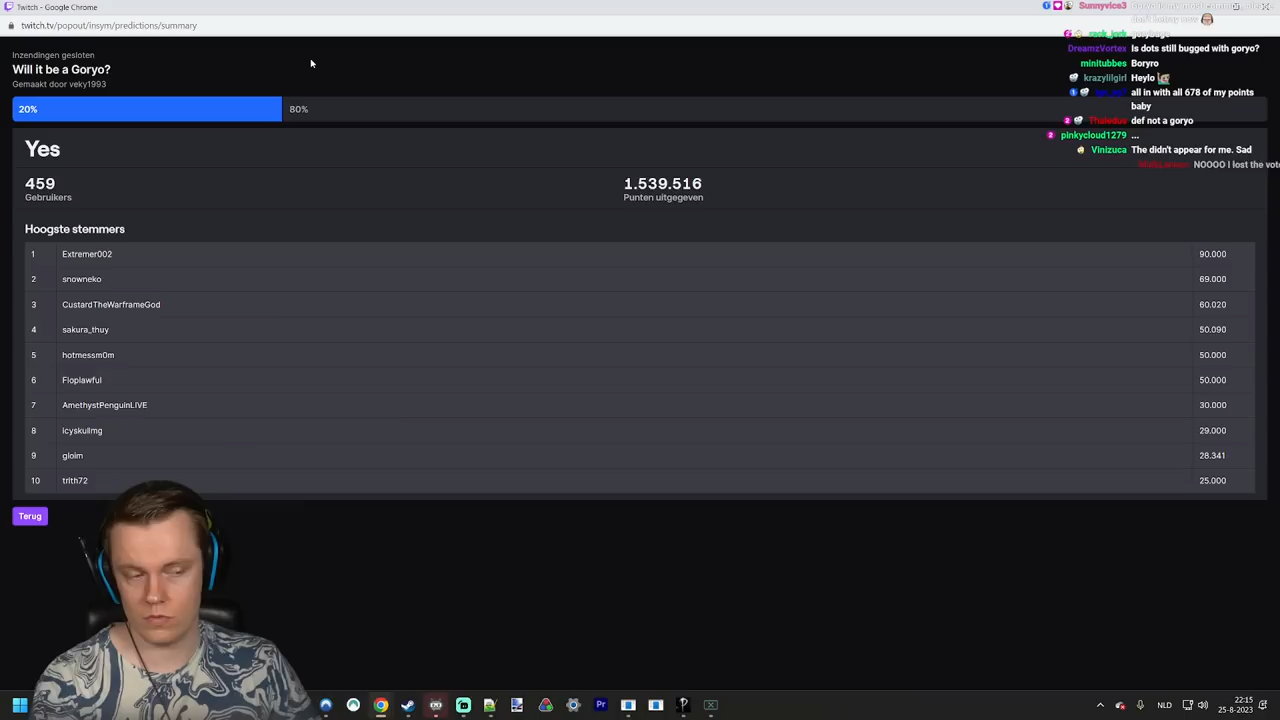 Twitch - Google Chrome
twitch.tv/popout/insym/predictions/summary
Inzendingen gesloten
Will it be a Goryo?
Gemaakt door veky1993
20%
80%
Yes
459
Gebruikers
1.539.516
Punten uitgegeven
Hoogste stemmers
1 Extremer002 90.000
2 snowneko 69.000
3 CustardTheWarframeGod 60.020
4 sakura_thuy 50.090
5 hotmessm0m 50.000
6 Floplawful 50.000
7 AmethystPenguinLIVE 30.000
8 icyskullmg 29.000
9 gloim 28.341
10 trith72 25.000
Terug
Sunnyvice3
DreamzVortex Is dots still bugged with goryo?
minitubbes Boryro
krazylilgirl Heylo
all in with all 678 of my points
baby
def not a goryo
pinkycloud1279 ...
Vinizuca The didn't appear for me. Sad
NOOOO I lost the vot
NLD
22:15
25-8-2023
Pr